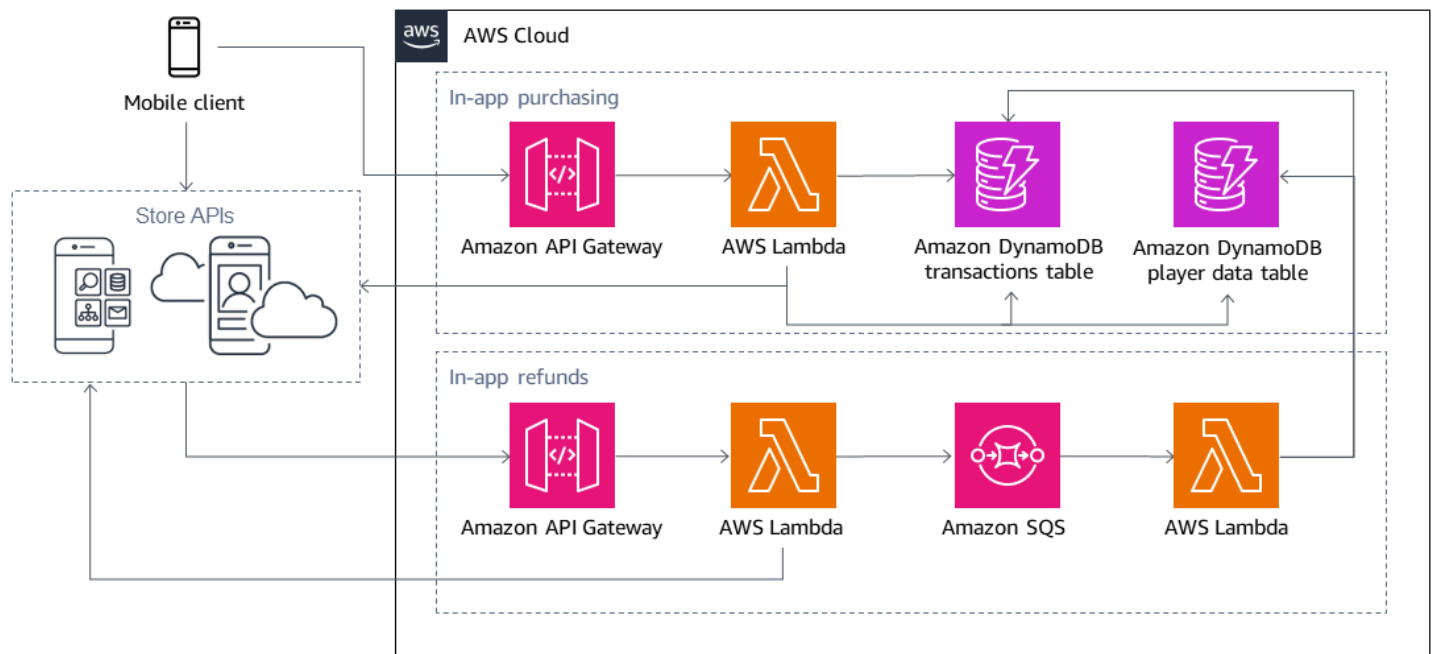 aws
AWS Cloud
Mobile client
In-app purchasing
</>
Amazon API Gateway
AWS Lambda
Amazon DynamoDB
transactions table
Amazon DynamoDB
player data table
Store APIs
In-app refunds
</>
Amazon API Gateway
AWS Lambda
Amazon SQS
AWS Lambda